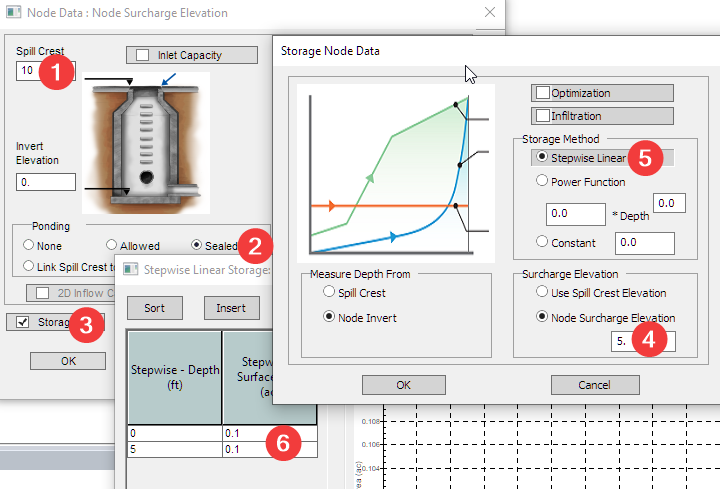 Node Data : Node Surcharge Elevation
Spill Crest
10
1
Inlet Capacity
Invert
Elevation
0.
Ponding
None
Allowed
Sealed
2
Link Spill Crest to
2D Inflow C
Storag
3
OK
Stepwise Linear Storage:
Sort
Insert
Stepwise - Depth
(ft)
Stepw
Surface
(ac
0
0.1
5
0.1
6
Storage Node Data
Optimization
Infiltration
Storage Method
Stepwise Linear
5
Power Function
0.0
* Depth
0.0
Constant
0.0
Measure Depth From
Spill Crest
Node Invert
Surcharge Elevation
Use Spill Crest Elevation
Node Surcharge Elevation
5.
4
OK
Cancel
0.108
0.106
0.104
rea (ac)